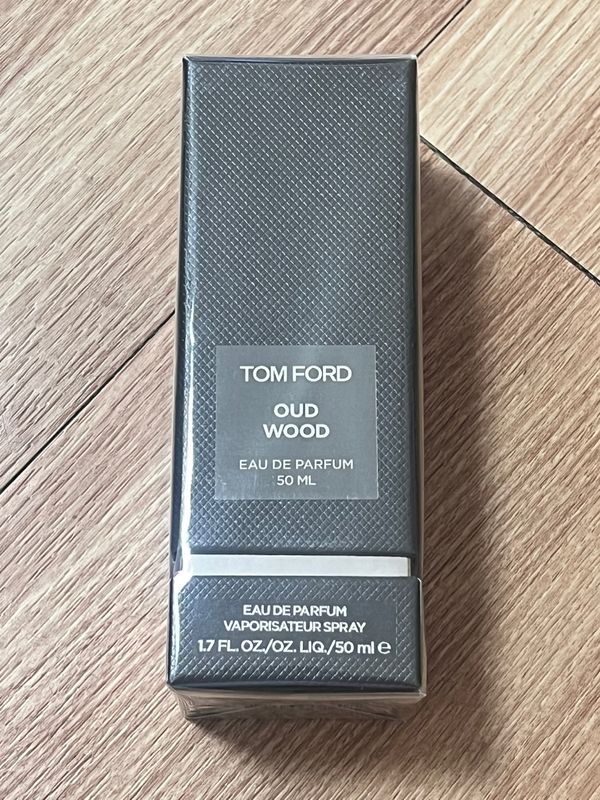 TOM FORD
OUD
WOOD
EAU DE PARFUM
50 ML
EAU DE PARFUM
VAPORISATEUR SPRAY
1.7 FL. OZ./OZ. LIQ./50 ml ℮